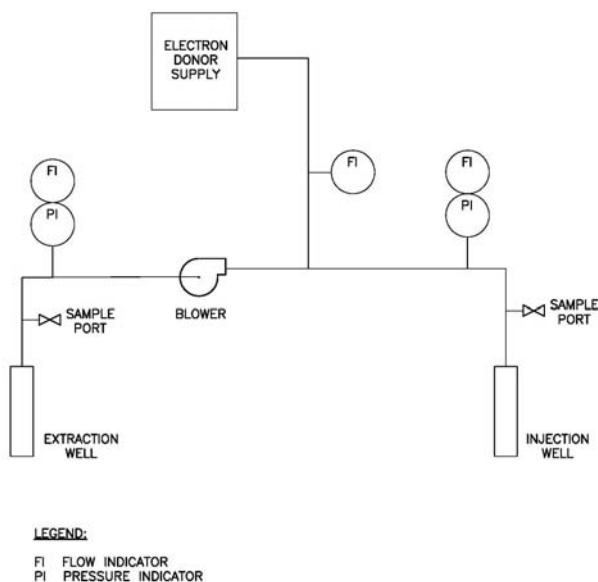 ELECTRON
DONOR
SUPPLY
FI
PI
FI
FI
PI
SAMPLE
PORT
BLOWER
SAMPLE
PORT
EXTRACTION
WELL
INJECTION
WELL
LEGEND:
FI FLOW INDICATOR
PI PRESSURE INDICATOR